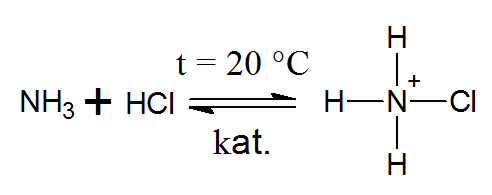 t = 20 °C
NH₃ + HCl
kat.
H
H N⁺ Cl
H